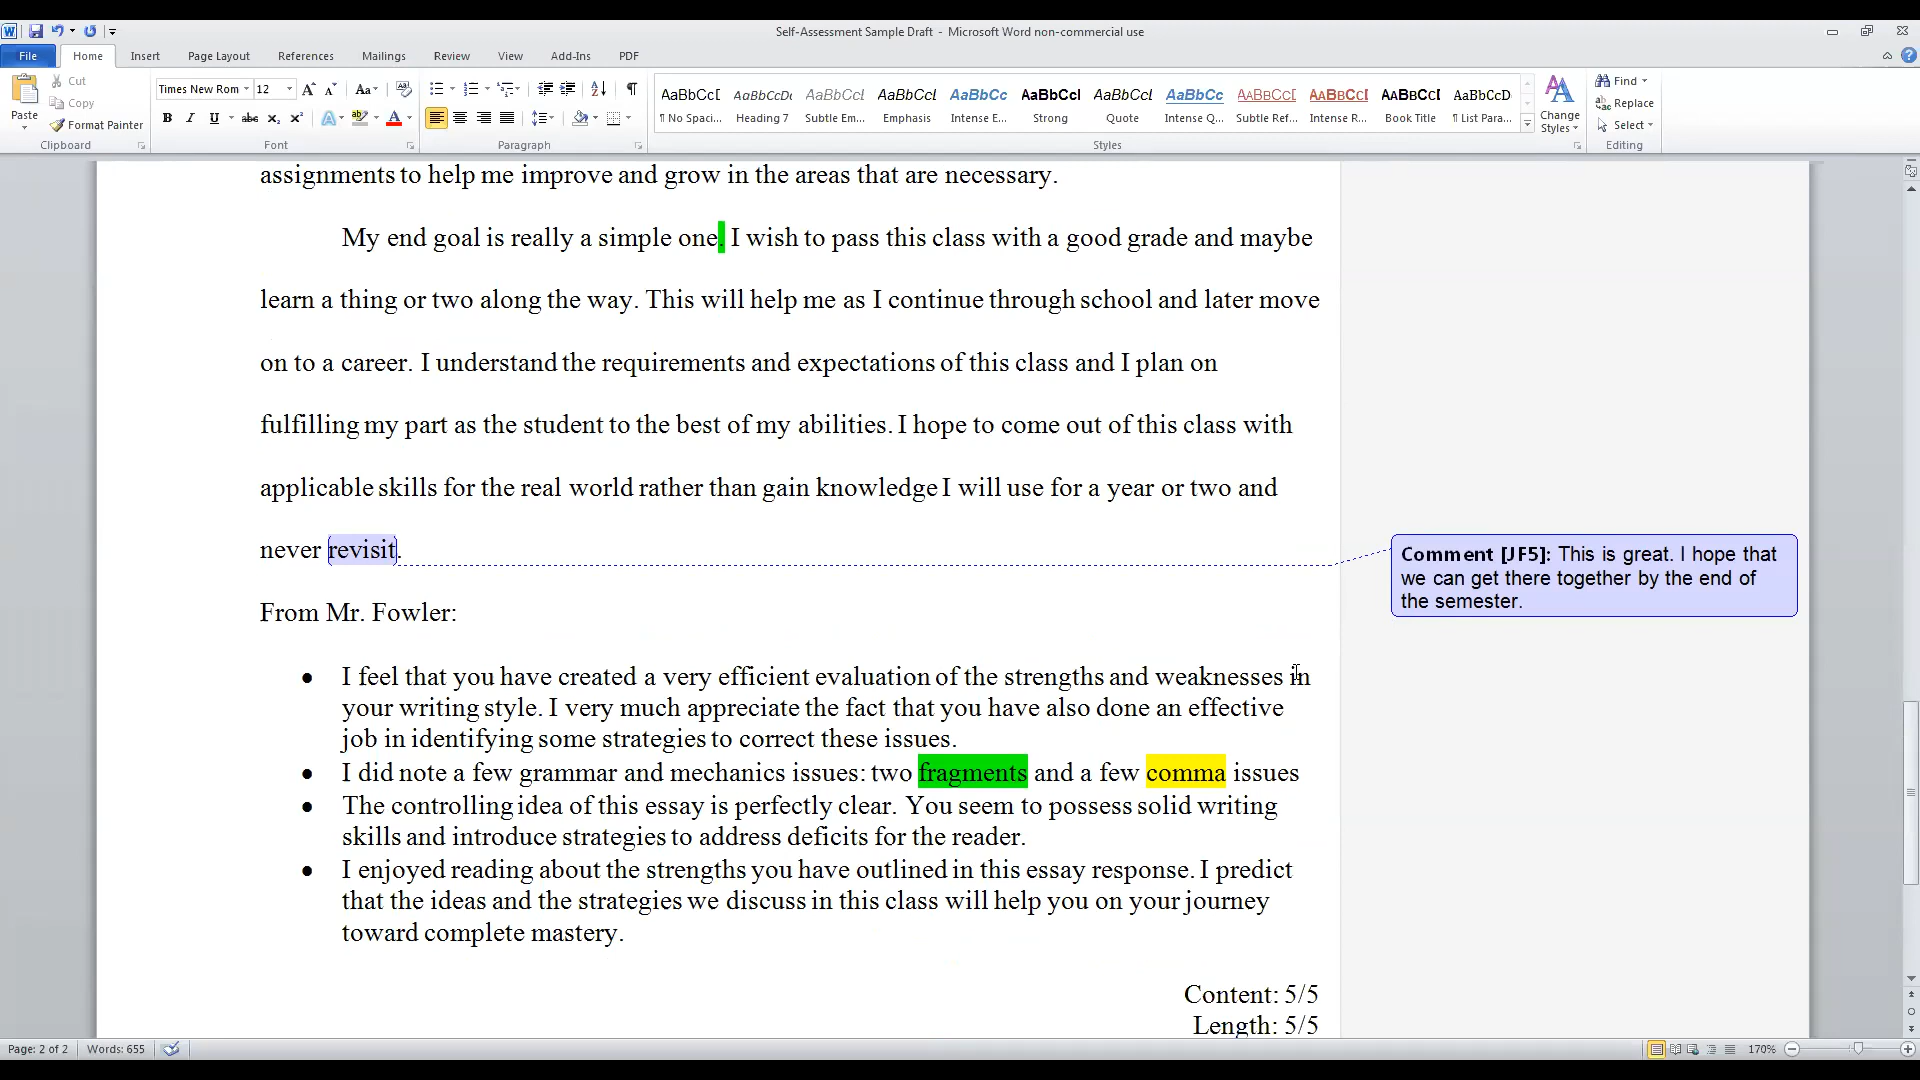 Self-Assessment Sample Draft - Microsoft Word non-commercial use
File Home Insert Page Layout References Mailings Review View Add-Ins PDF
Paste
Cut
Copy
Format Painter
Clipboard
Times New Rom 12
Font
Paragraph
AaBbCcI AaBbCcDc AaBbCcL AaBbCcL AaBbCc AaBbCcI AaBbCcL AaBbCc AABBCCI AABBCCI AABBCCI AaBbCcD
¶ No Spaci... Heading 7 Subtle Em... Emphasis Intense E... Strong Quote Intense Q... Subtle Ref... Intense R... Book Title ¶ List Para...
Styles
Change
Styles
Find
Replace
Select
Editing
assignments to help me improve and grow in the areas that are necessary.
My end goal is really a simple one. I wish to pass this class with a good grade and maybe
learn a thing or two along the way. This will help me as I continue through school and later move
on to a career. I understand the requirements and expectations of this class and I plan on
fulfilling my part as the student to the best of my abilities. I hope to come out of this class with
applicable skills for the real world rather than gain knowledge I will use for a year or two and
never revisit.
Comment [JF5]: This is great. I hope that
we can get there together by the end of
the semester.
From Mr. Fowler:
• I feel that you have created a very efficient evaluation of the strengths and weaknesses in
your writing style. I very much appreciate the fact that you have also done an effective
job in identifying some strategies to correct these issues.
• I did note a few grammar and mechanics issues: two fragments and a few comma issues
• The controlling idea of this essay is perfectly clear. You seem to possess solid writing
skills and introduce strategies to address deficits for the reader.
• I enjoyed reading about the strengths you have outlined in this essay response. I predict
that the ideas and the strategies we discuss in this class will help you on your journey
toward complete mastery.
Content: 5/5
Length: 5/5
Page: 2 of 2 Words: 655 170%